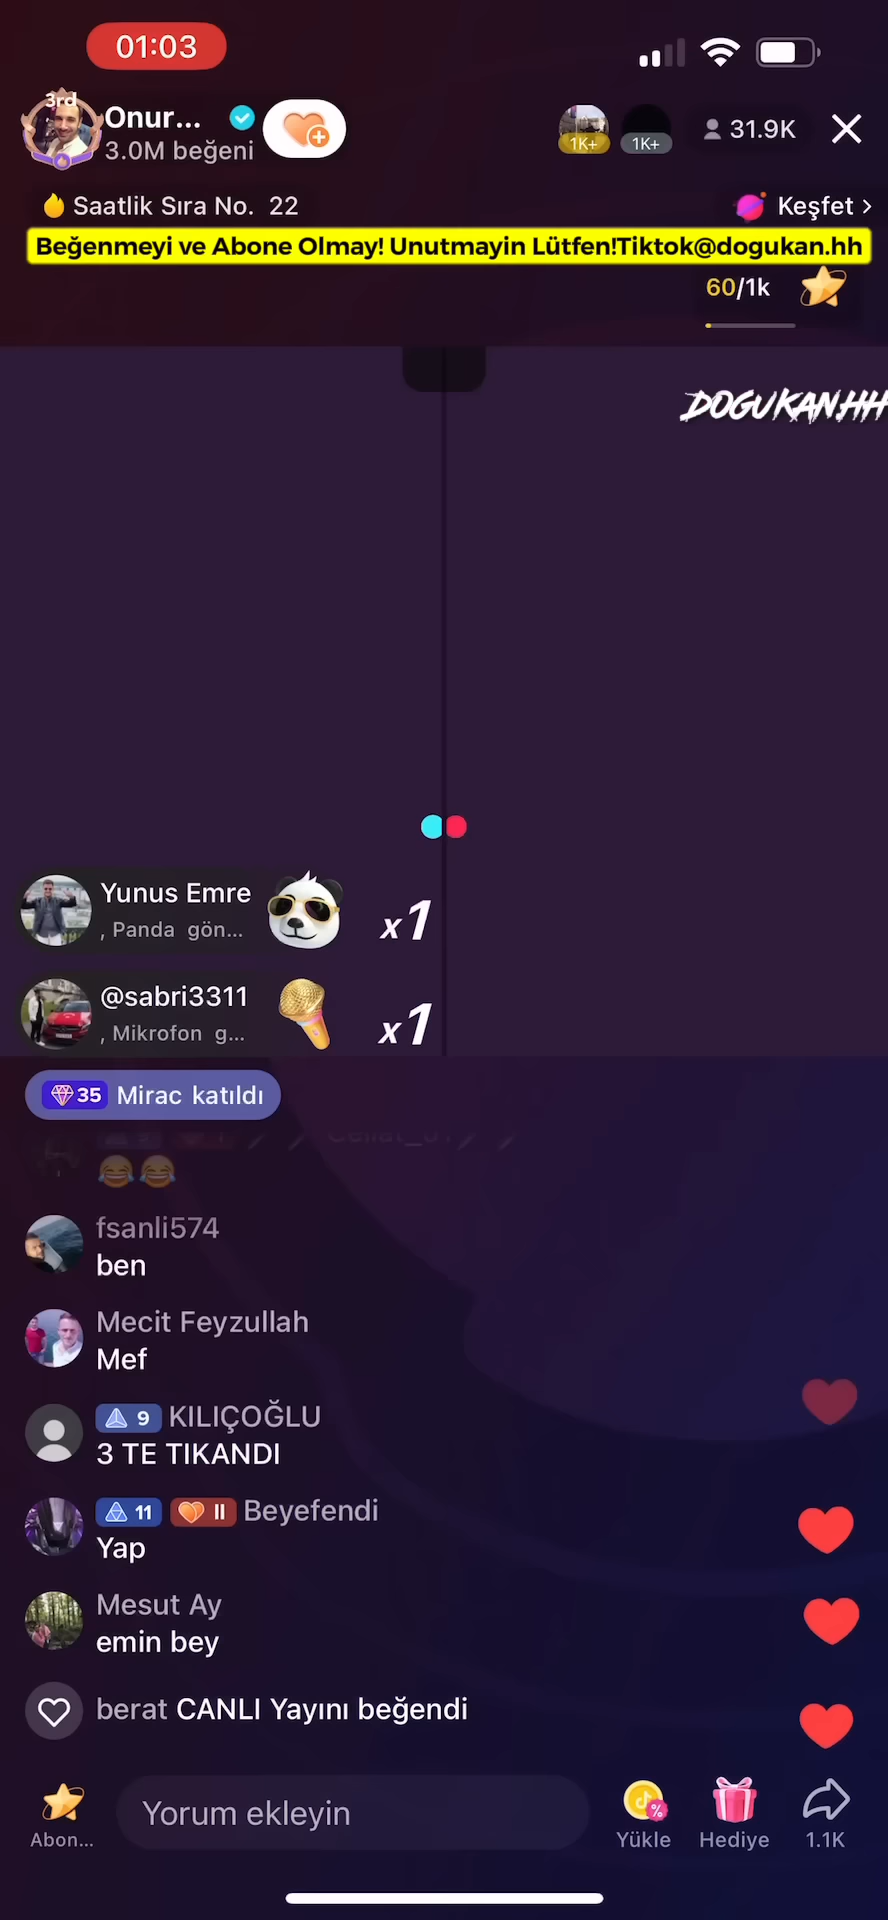 01:03
3rd
Onur...
3.0M beğeni
1K+
1K+
31.9K
Saatlik Sıra No. 22
Keşfet >
Beğenmeyi ve Abone Olmay! Unutmayin Lütfen!Tiktok@dogukan.hh
60/1k
DOGUKAN.HH
Yunus Emre
, Panda gön...
x1
@sabri3311
, Mikrofon g...
x1
35 Mirac katıldı
😂😂
fsanli574
ben
Mecit Feyzullah
Mef
9 KILIÇOĞLU
3 TE TIKANDI
11 II Beyefendi
Yap
Mesut Ay
emin bey
berat CANLI Yayını beğendi
Yorum ekleyin
Abon...
Yükle
Hediye
1.1K